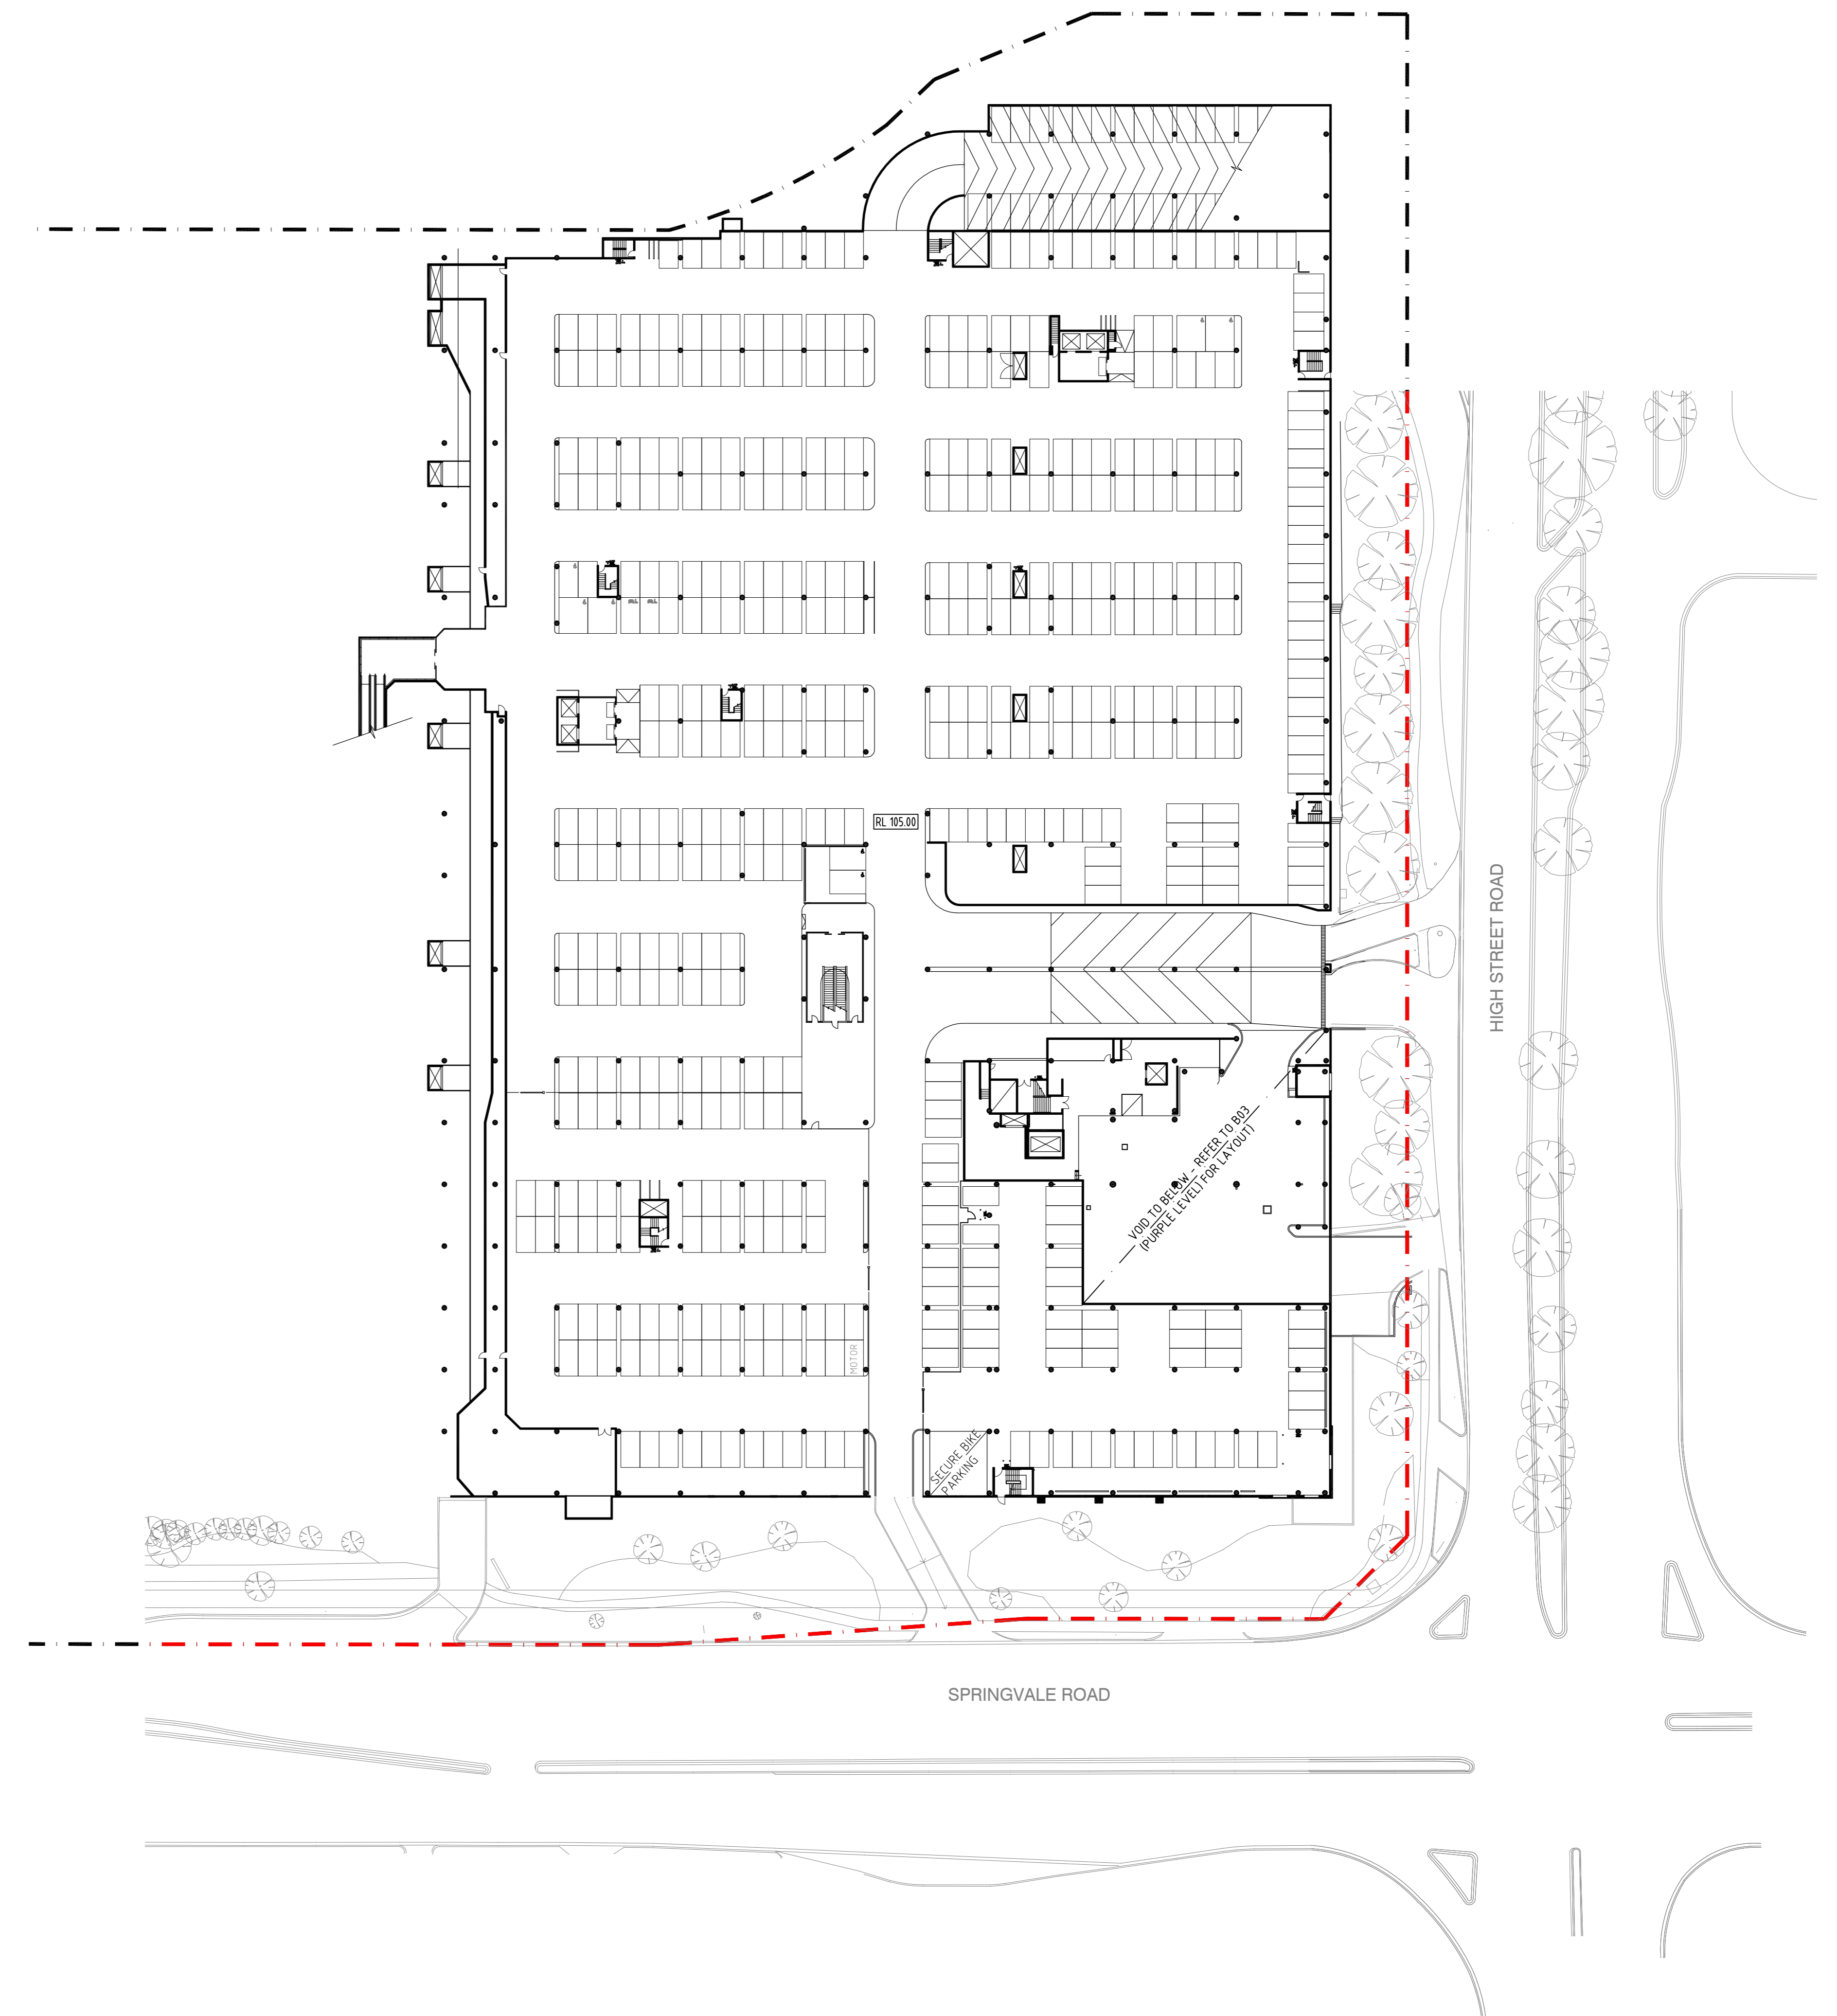 RL 105.00
HIGH STREET ROAD
VOID TO BELOW - REFER TO B03
(PURPLE LEVEL) FOR LAYOUT)
MOTOR
SECURE BIKE
PARKING
SPRINGVALE ROAD